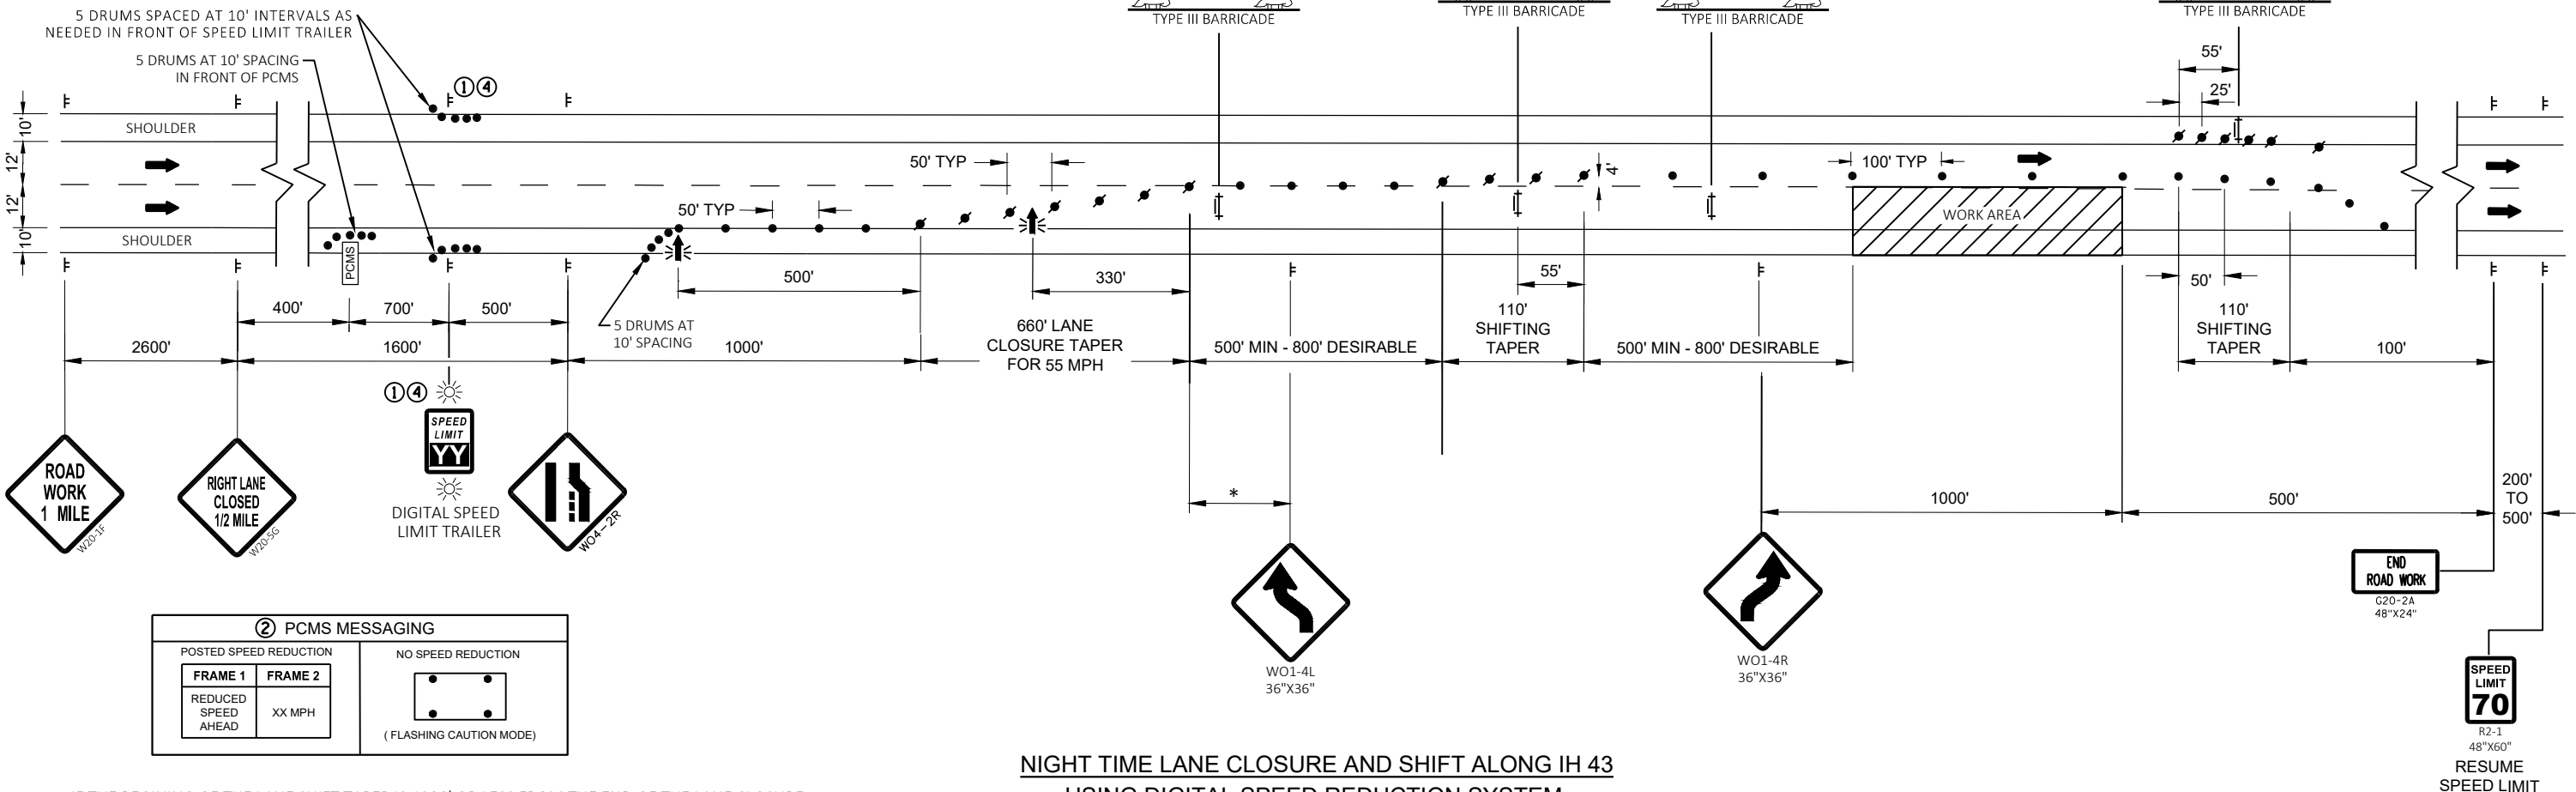 5 DRUMS SPACED AT 10' INTERVALS AS
NEEDED IN FRONT OF SPEED LIMIT TRAILER
5 DRUMS AT 10' SPACING
IN FRONT OF PCMS
① ④
TYPE III BARRICADE
TYPE III BARRICADE
TYPE III BARRICADE
TYPE III BARRICADE
55'
25'
10'
12'
12'
10'
SHOULDER
SHOULDER
50' TYP
50' TYP
4'
100' TYP
WORK AREA
PCMS
400'
700'
500'
500'
330'
55'
50'
5 DRUMS AT
10' SPACING
2600'
1600'
1000'
660' LANE
CLOSURE TAPER
FOR 55 MPH
500' MIN - 800' DESIRABLE
110'
SHIFTING
TAPER
500' MIN - 800' DESIRABLE
110'
SHIFTING
TAPER
100'
① ④
SPEED
LIMIT
YY
DIGITAL SPEED
LIMIT TRAILER
ROAD
WORK
1 MILE
W20-1F
RIGHT LANE
CLOSED
1/2 MILE
W20-5G
WO4-2R
*
1000'
500'
200'
TO
500'
WO1-4L
36"X36"
WO1-4R
36"X36"
END
ROAD WORK
G20-2A
48"X24"
SPEED
LIMIT
70
R2-1
48"X60"
RESUME
SPEED LIMIT
② PCMS MESSAGING
POSTED SPEED REDUCTION
NO SPEED REDUCTION
FRAME 1 FRAME 2
REDUCED
SPEED
AHEAD
XX MPH
( FLASHING CAUTION MODE)
NIGHT TIME LANE CLOSURE AND SHIFT ALONG IH 43
USING DIGITAL SPEED REDUCTION SYSTEM